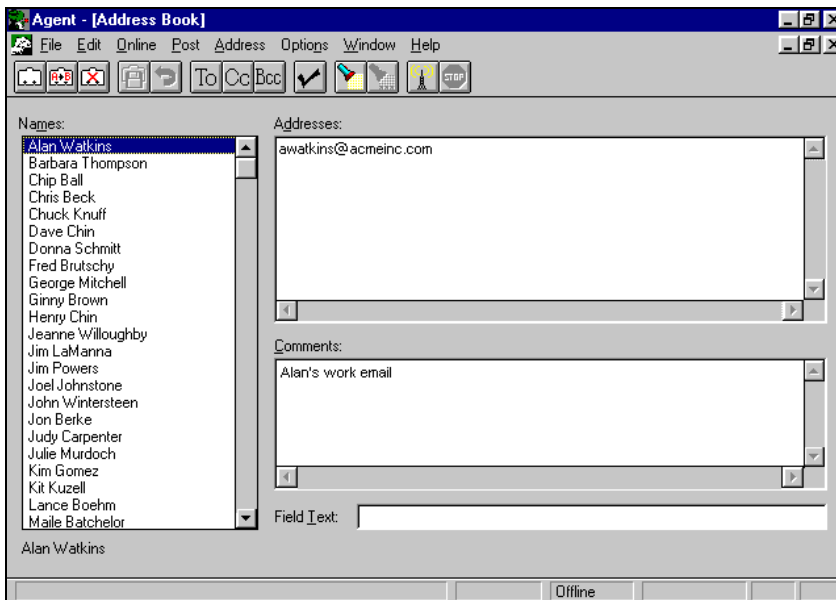 Agent - [Address Book]
File Edit Online Post Address Options Window Help
A B To Cc Bcc STOP
Names:
Alan Watkins
Barbara Thompson
Chip Ball
Chris Beck
Chuck Knuff
Dave Chin
Donna Schmitt
Fred Brutschy
George Mitchell
Ginny Brown
Henry Chin
Jeanne Willoughby
Jim LaManna
Jim Powers
Joel Johnstone
John Wintersteen
Jon Berke
Judy Carpenter
Julie Murdoch
Kim Gomez
Kit Kuzell
Lance Boehm
Maile Batchelor
Alan Watkins
Addresses:
awatkins@acmeinc.com
Comments:
Alan's work email
Field Text:
Offline